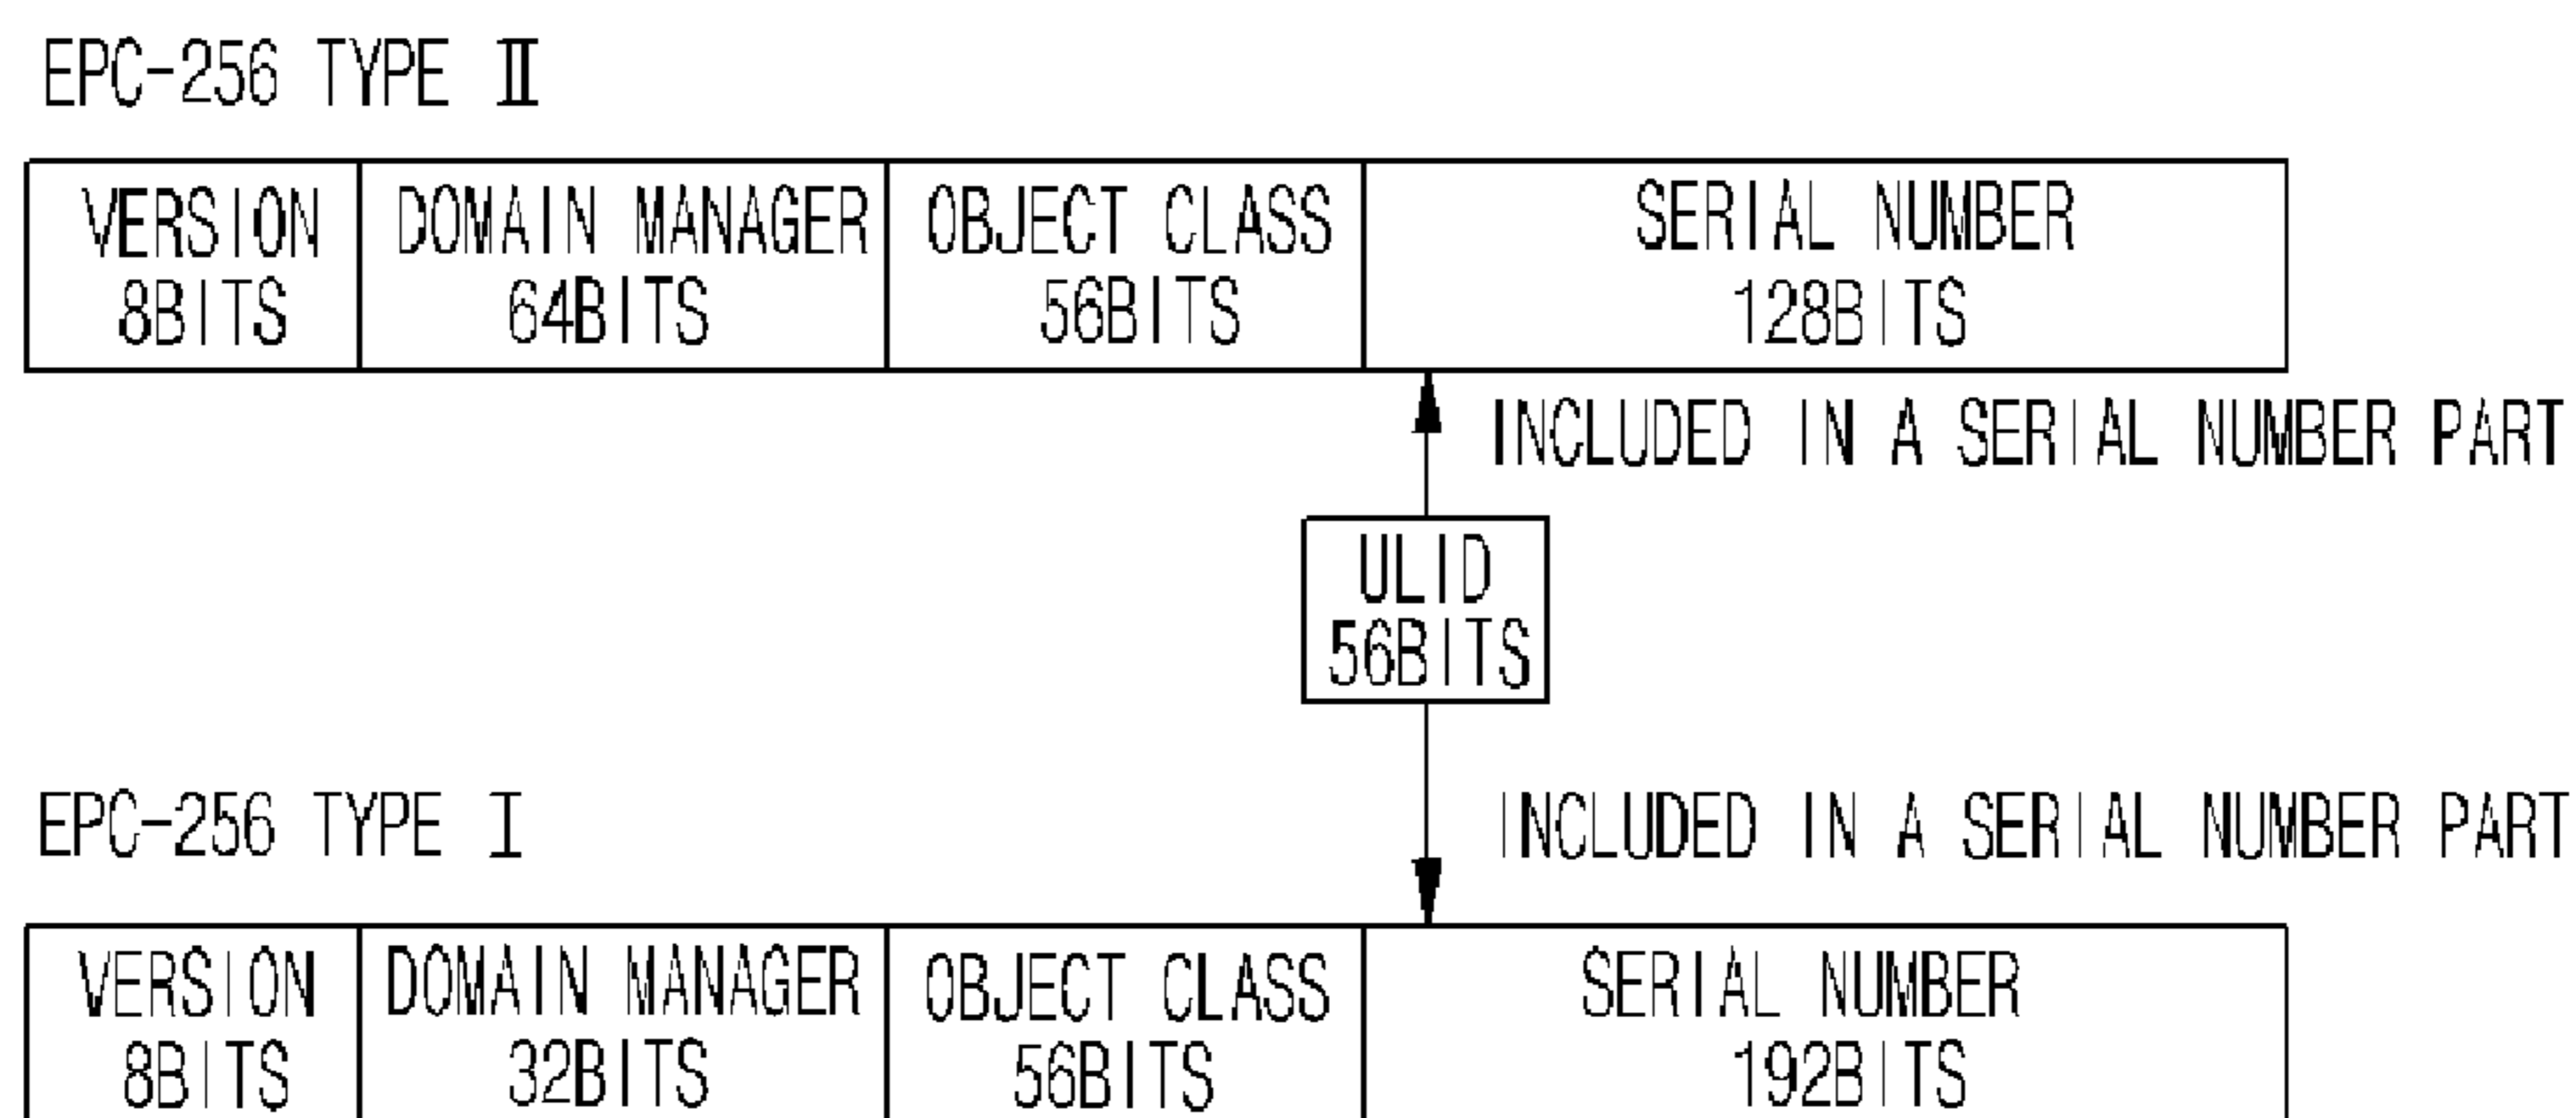 EPC-256 TYPE Ⅱ
VERSION DOMAIN MANAGER OBJECT CLASS SERIAL NUMBER
8BITS 64BITS 56BITS 128BITS
INCLUDED IN A SERIAL NUMBER PART
ULID
56BITS
EPC-256 TYPE Ⅰ
INCLUDED IN A SERIAL NUMBER PART
VERSION DOMAIN MANAGER OBJECT CLASS SERIAL NUMBER
8BITS 32BITS 56BITS 192BITS